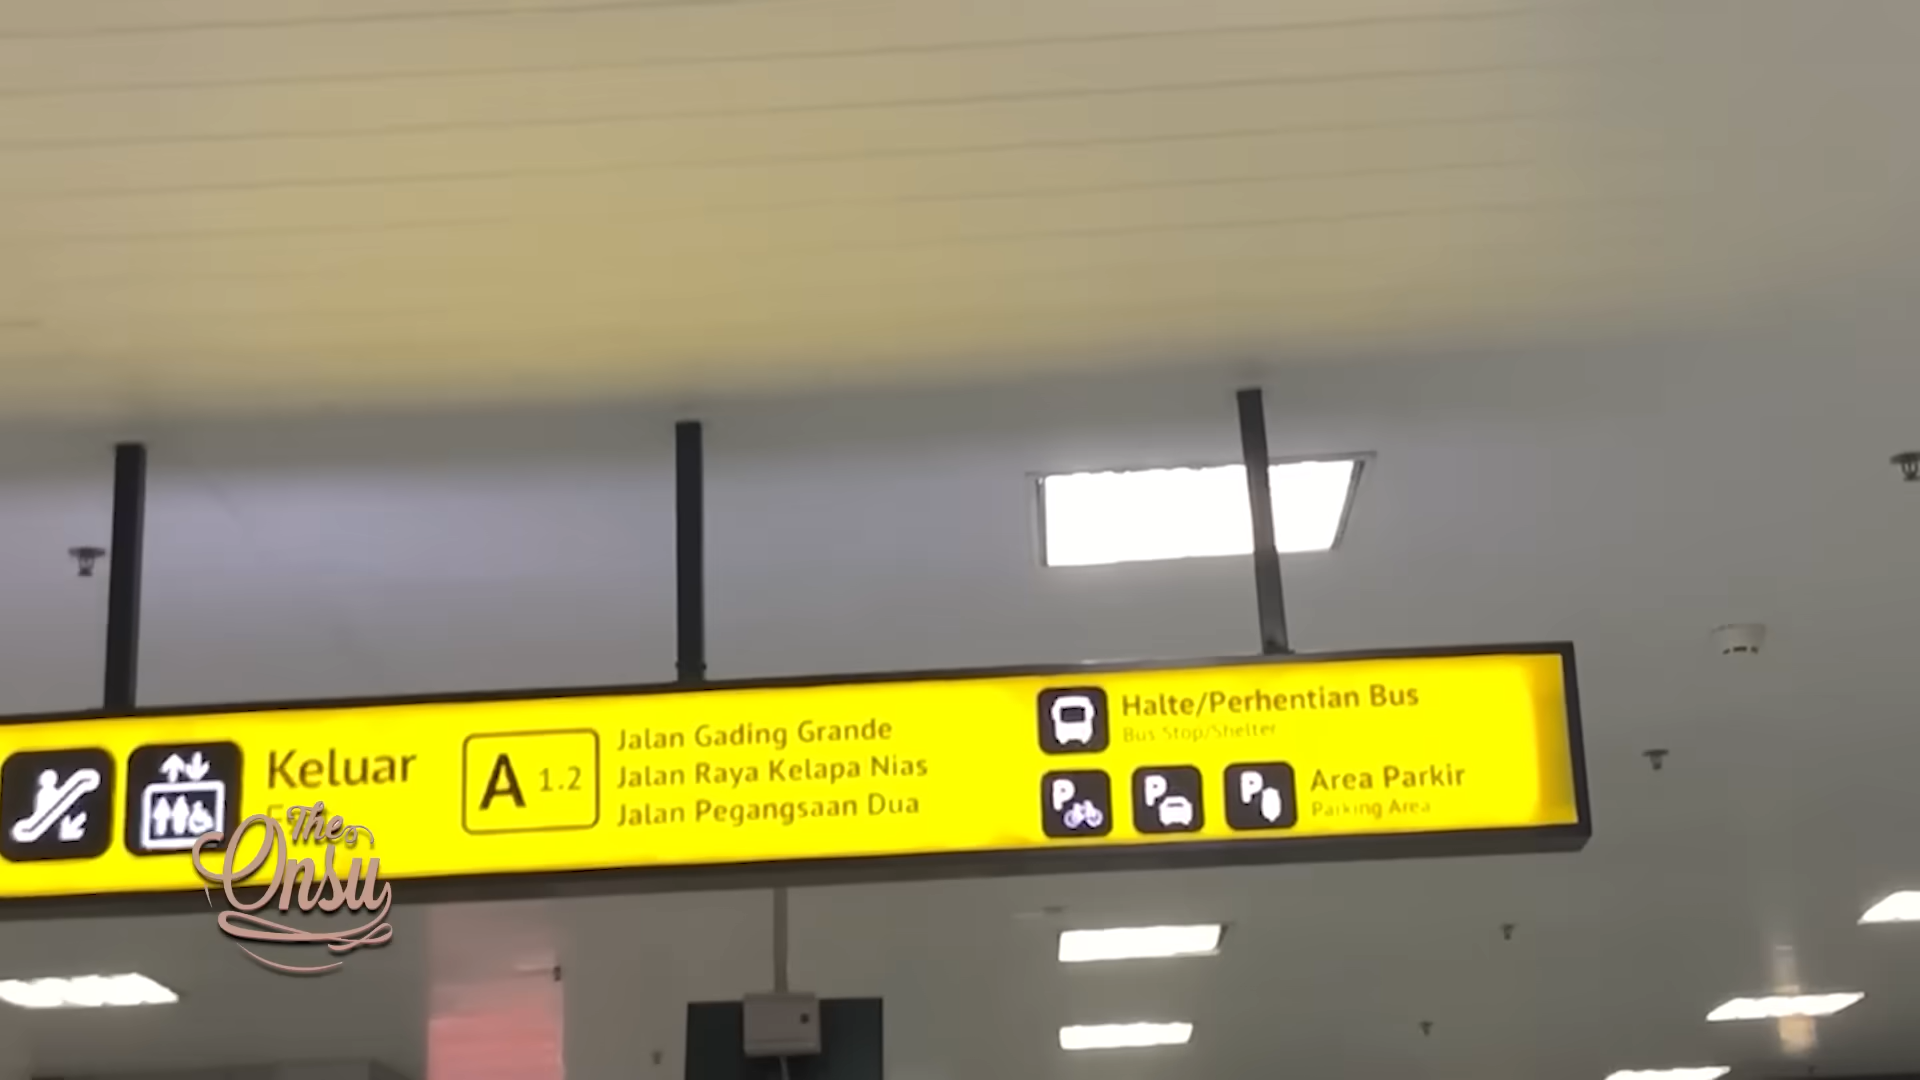 Keluar
A 1.2
Jalan Gading Grande
Jalan Raya Kelapa Nias
Jalan Pegangsaan Dua
Halte/Perhentian Bus
Bus Stop/Shelter
P
P
P
Area Parkir
Parking Area
The
Onsu